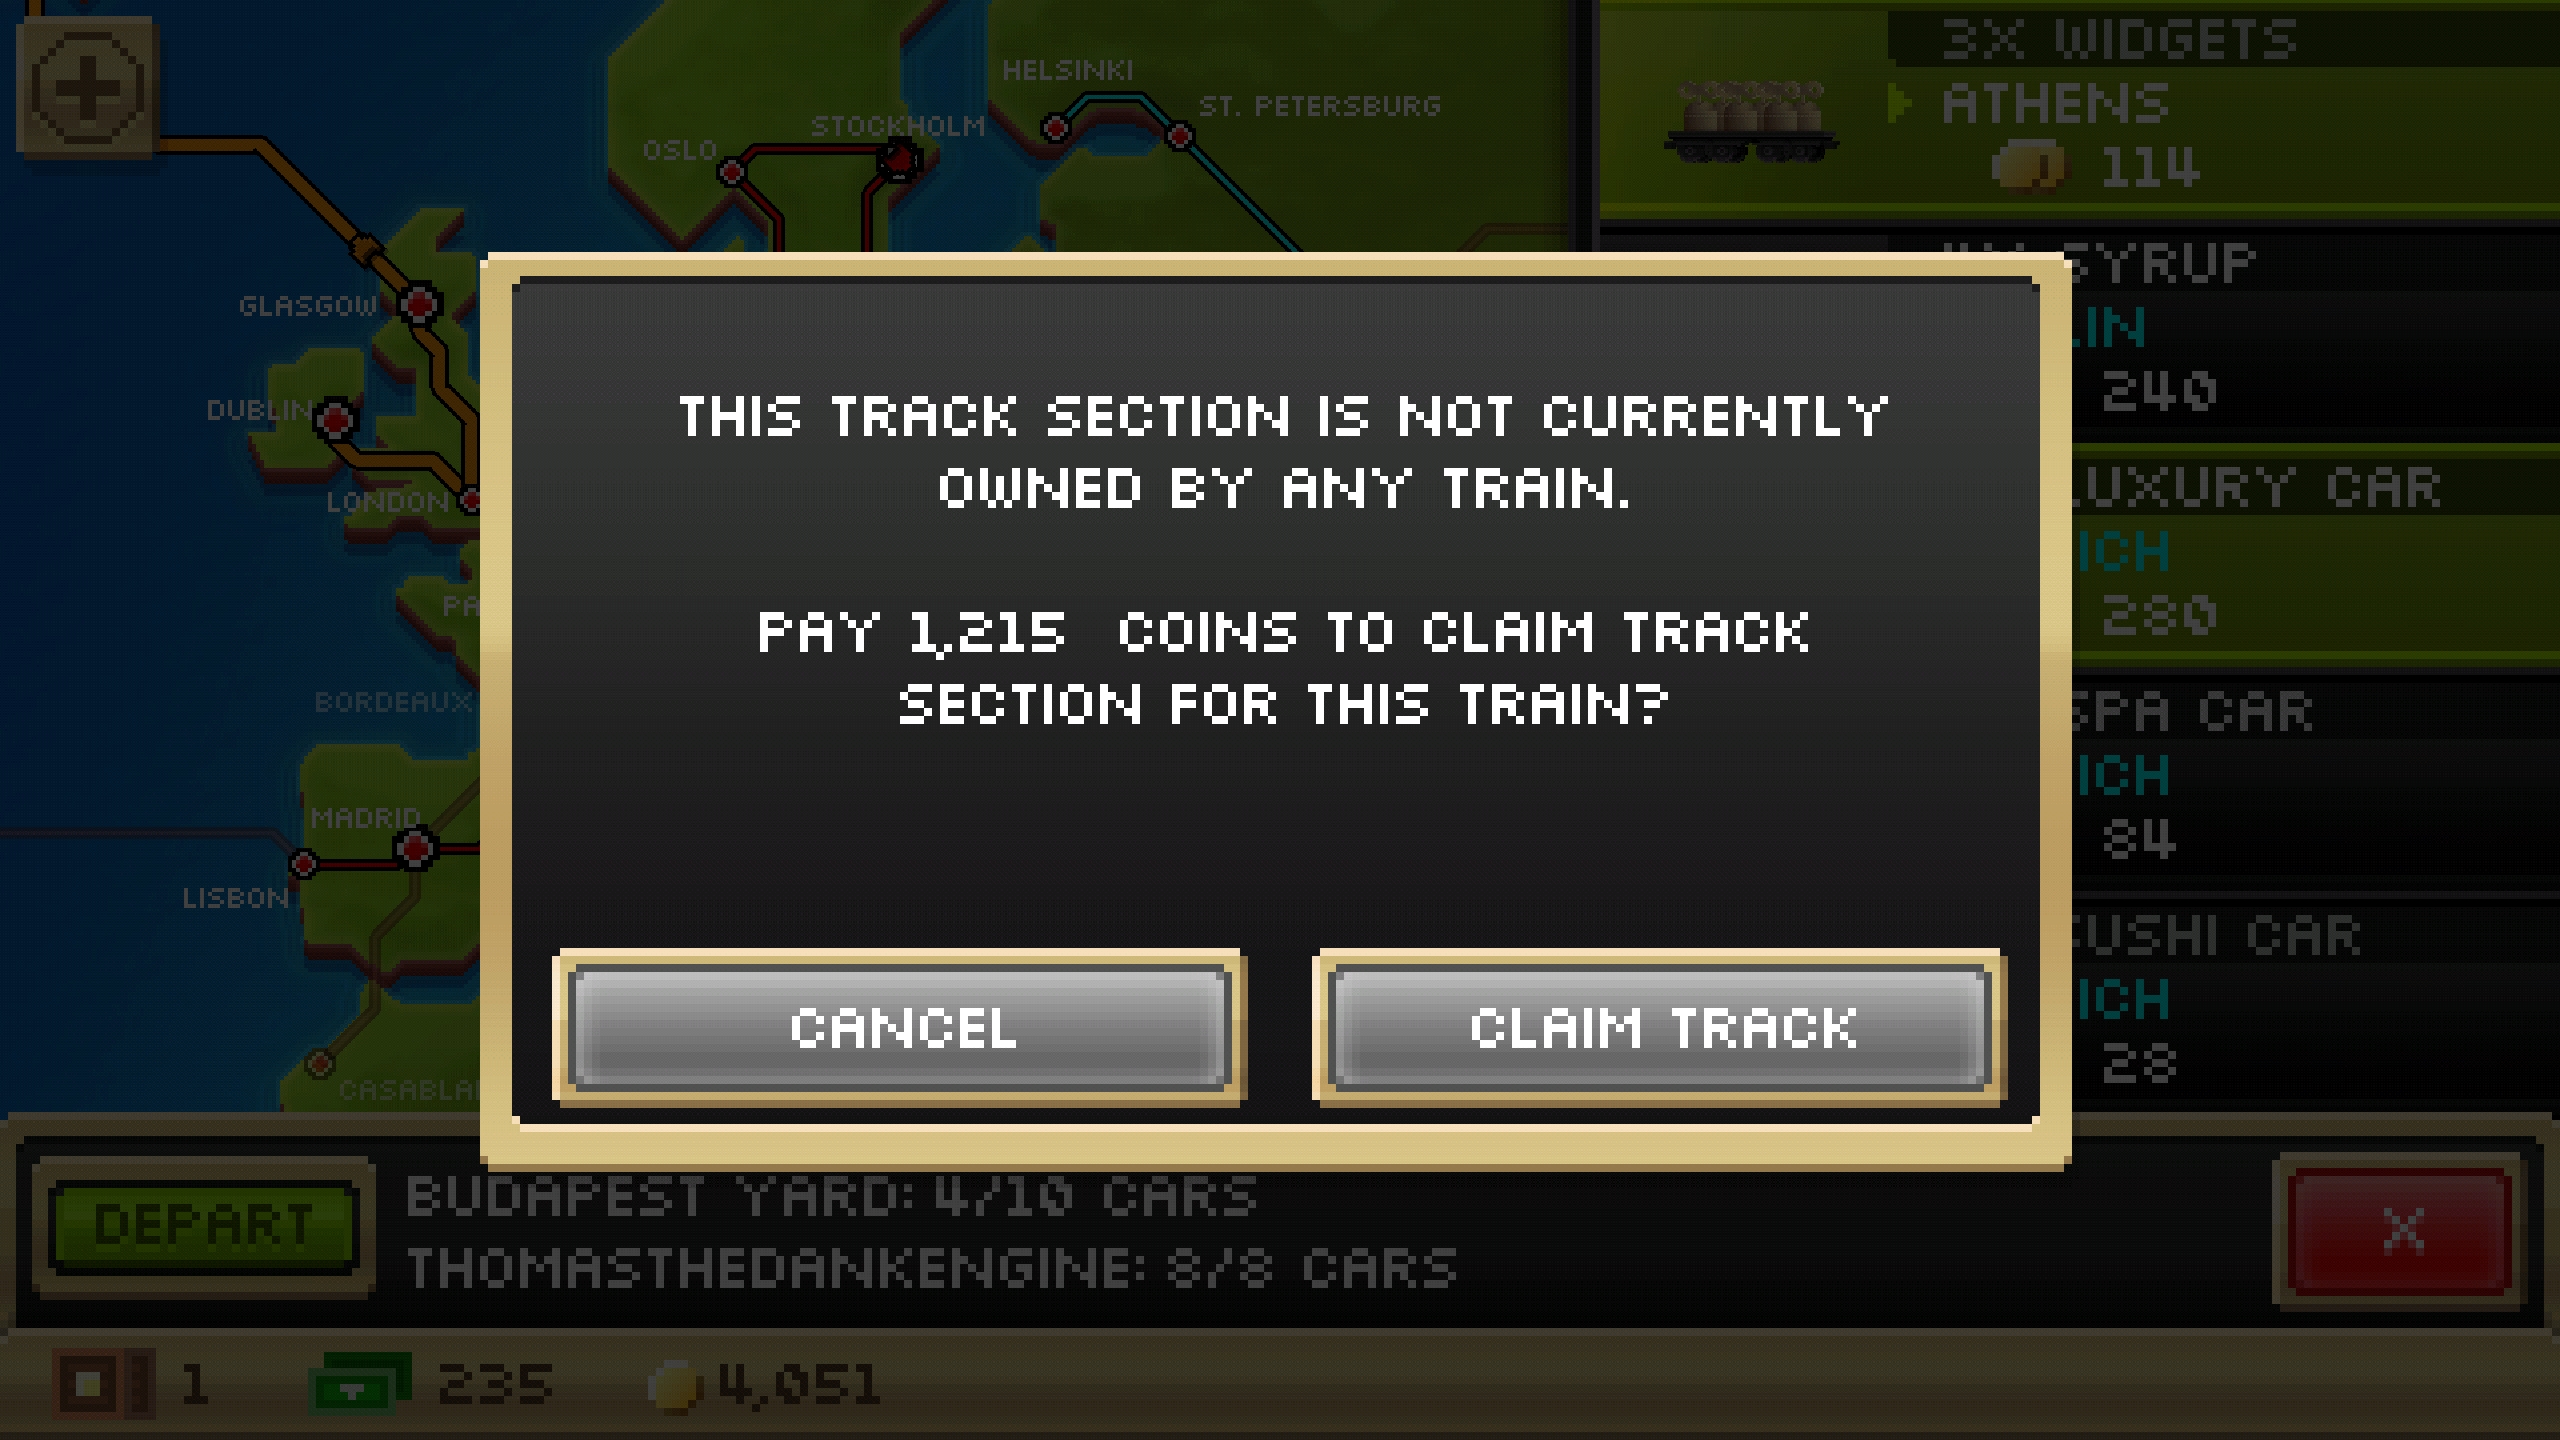 HELSINKI
ST. PETERSBURG
STOCKHOLM
OSLO
GLASGOW
DUBLIN
LONDON
BORDEAUX
MADRID
LISBON
3X WIDGETS
ATHENS
114
SYRUP
240
LUXURY CAR
280
SPA CAR
84
SUSHI CAR
28
THIS TRACK SECTION IS NOT CURRENTLY
OWNED BY ANY TRAIN.
PAY 1,215 COINS TO CLAIM TRACK
SECTION FOR THIS TRAIN?
CANCEL
CLAIM TRACK
DEPART
BUDAPEST YARD: 4/10 CARS
THOMASTHEDANKENGINE: 8/8 CARS
X
1
235
4,051